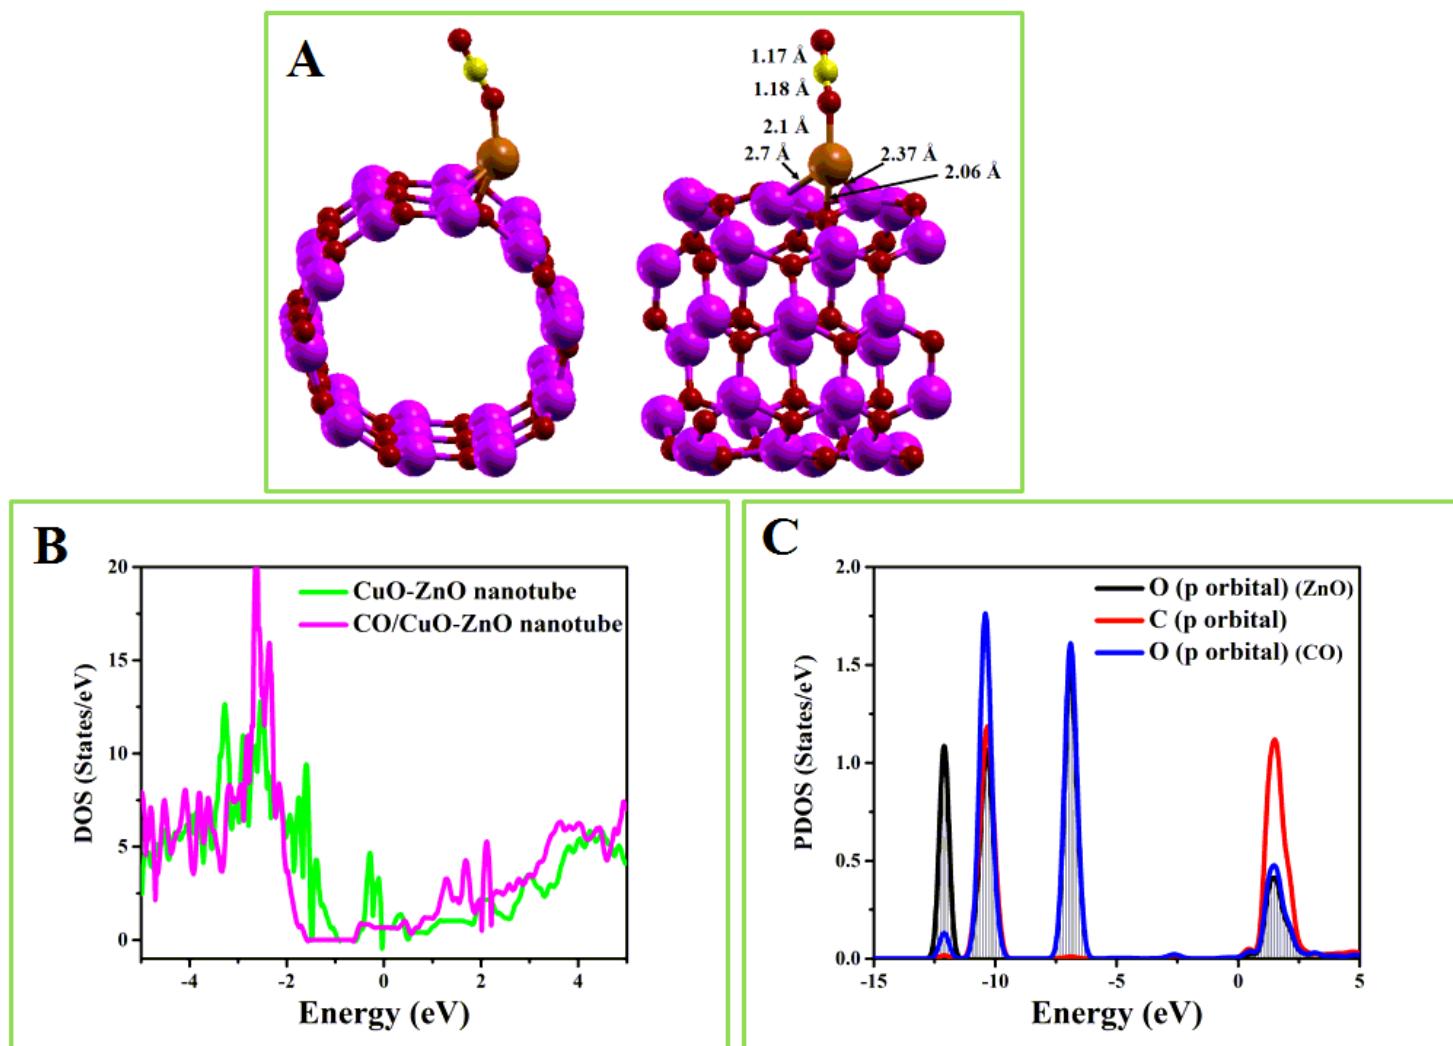 A
1.17 Å
1.18 Å
2.1 Å
2.7 Å
2.37 Å
2.06 Å
B
20
15
10
5
0
-4
-2
0
2
4
DOS (States/eV)
Energy (eV)
CuO-ZnO nanotube
CO/CuO-ZnO nanotube
C
2.0
1.5
1.0
0.5
0.0
-15
-10
-5
0
5
PDOS (States/eV)
Energy (eV)
O (p orbital) (ZnO)
C (p orbital)
O (p orbital) (CO)